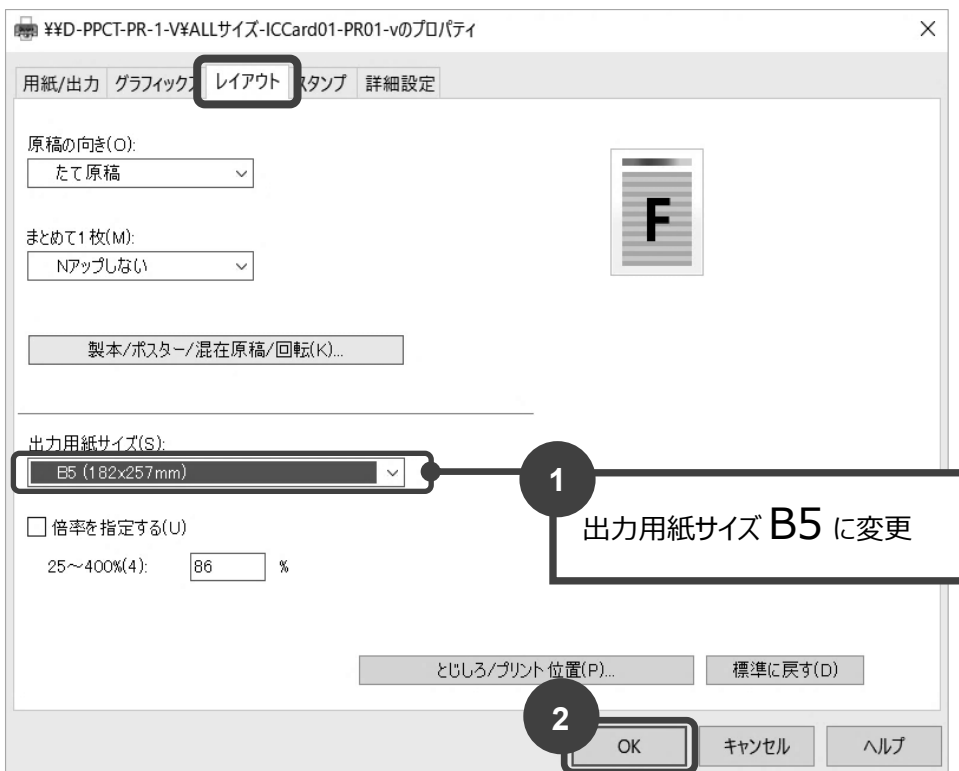 ¥¥D-PPCT-PR-1-V¥ALLサイズ-ICCard01-PR01-vのプロパティ
用紙/出力 グラフィックス レイアウト スタンプ 詳細設定
原稿の向き(O):
たて原稿
F
まとめて1枚(M):
Nアップしない
製本/ポスター/混在原稿/回転(K)...
出力用紙サイズ(S):
B5 (182x257mm)
1
出力用紙サイズ B5 に変更
倍率を指定する(U)
25～400%(4): 86 %
とじしろ/プリント位置(P)... 標準に戻す(D)
2
OK キャンセル ヘルプ